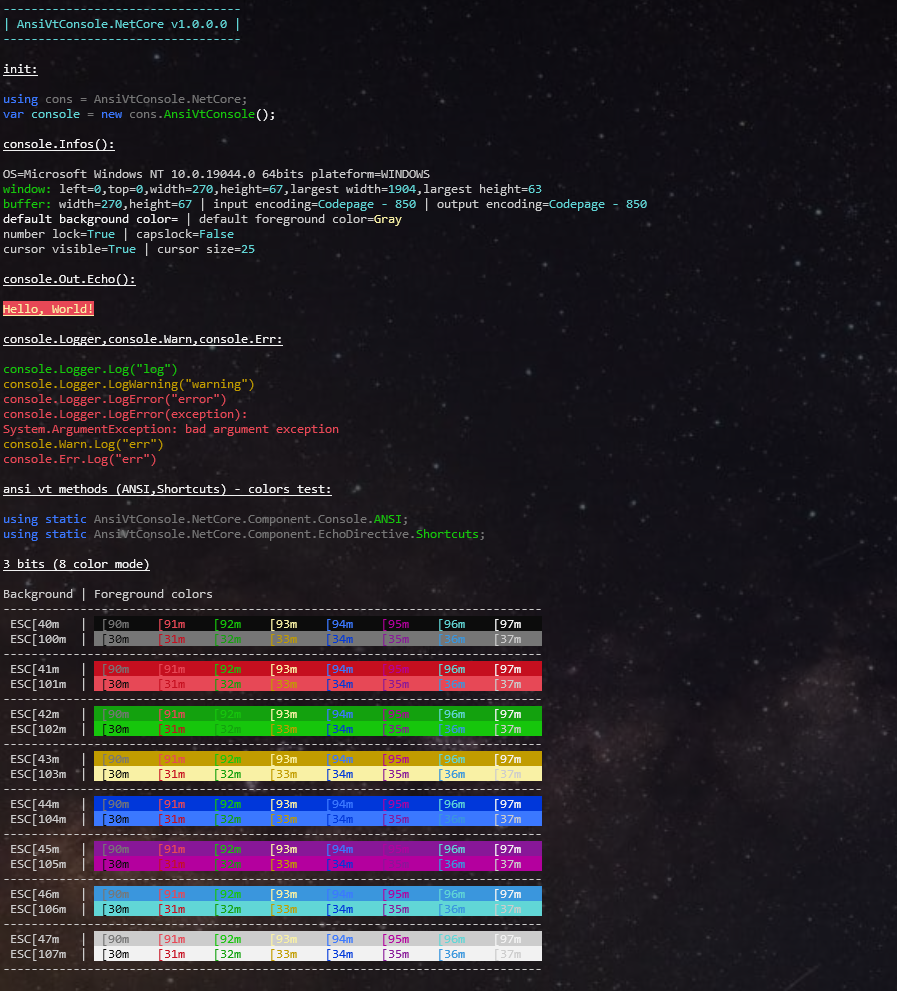 ----------------------------------
| AnsiVtConsole.NetCore v1.0.0.0 |
----------------------------------
init:
using cons = AnsiVtConsole.NetCore;
var console = new cons.AnsiVtConsole();
console.Infos():
OS=Microsoft Windows NT 10.0.19044.0 64bits plateform=WINDOWS
window: left=0,top=0,width=270,height=67,largest width=1904,largest height=63
buffer: width=270,height=67 | input encoding=Codepage - 850 | output encoding=Codepage - 850
default background color= | default foreground color=Gray
number lock=True | capslock=False
cursor visible=True | cursor size=25
console.Out.Echo():
Hello, World!
console.Logger,console.Warn,console.Err:
console.Logger.Log("log")
console.Logger.LogWarning("warning")
console.Logger.LogError("error")
console.Logger.LogError(exception):
System.ArgumentException: bad argument exception
console.Warn.Log("err")
console.Err.Log("err")
ansi vt methods (ANSI,Shortcuts) - colors test:
using static AnsiVtConsole.NetCore.Component.Console.ANSI;
using static AnsiVtConsole.NetCore.Component.EchoDirective.Shortcuts;
3 bits (8 color mode)
Background | Foreground colors
-----------------------------------------------------------------------------
ESC[40m | [90m [91m [92m [93m [94m [95m [96m [97m
ESC[100m | [30m [31m [32m [33m [34m [35m [36m [37m
-----------------------------------------------------------------------------
ESC[41m | [90m [91m [92m [93m [94m [95m [96m [97m
ESC[101m | [30m [31m [32m [33m [34m [35m [36m [37m
-----------------------------------------------------------------------------
ESC[42m | [90m [91m [92m [93m [94m [95m [96m [97m
ESC[102m | [30m [31m [32m [33m [34m [35m [36m [37m
-----------------------------------------------------------------------------
ESC[43m | [90m [91m [92m [93m [94m [95m [96m [97m
ESC[103m | [30m [31m [32m [33m [34m [35m [36m [37m
-----------------------------------------------------------------------------
ESC[44m | [90m [91m [92m [93m [94m [95m [96m [97m
ESC[104m | [30m [31m [32m [33m [34m [35m [36m [37m
-----------------------------------------------------------------------------
ESC[45m | [90m [91m [92m [93m [94m [96m [97m
ESC[105m | [30m [31m [32m [33m [34m [36m [37m
-----------------------------------------------------------------------------
ESC[46m | [90m [91m [92m [93m [94m [95m [96m [97m
ESC[106m | [30m [31m [32m [33m [34m [35m [36m [37m
-----------------------------------------------------------------------------
ESC[47m | [90m [91m [92m [93m [94m [95m [96m [97m
ESC[107m | [30m [31m [32m [33m [34m [35m [36m [37m
-----------------------------------------------------------------------------